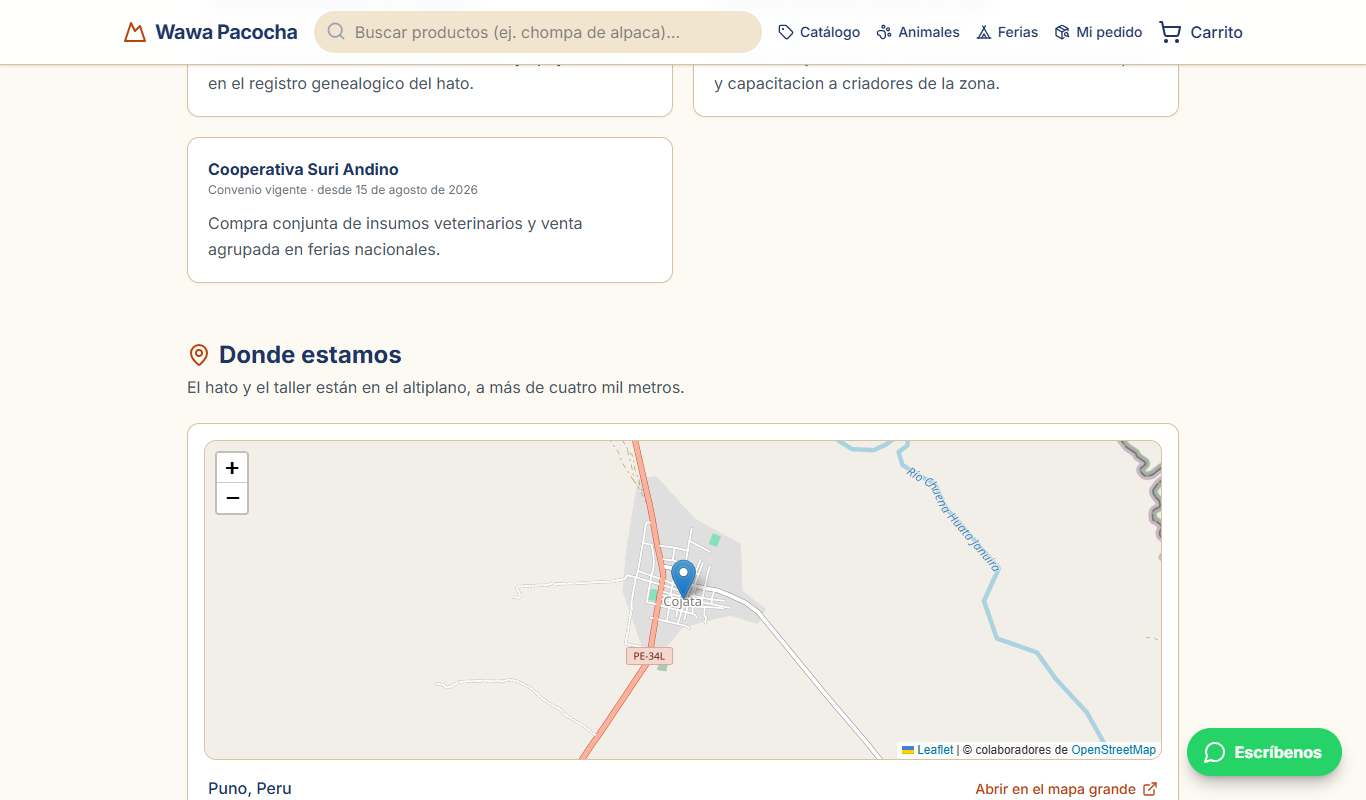 Wawa Pacocha
Buscar productos (ej. chompa de alpaca)...
Catálogo
Animales
Ferias
Mi pedido
Carrito
en el registro genealogico del hato.
y capacitacion a criadores de la zona.
Cooperativa Suri Andino
Convenio vigente · desde 15 de agosto de 2026
Compra conjunta de insumos veterinarios y venta
agrupada en ferias nacionales.
Donde estamos
El hato y el taller están en el altiplano, a más de cuatro mil metros.
+
−
Río Chuena Huata Januira
Cojata
PE-34L
Leaflet | © colaboradores de OpenStreetMap
Escríbenos
Puno, Peru
Abrir en el mapa grande